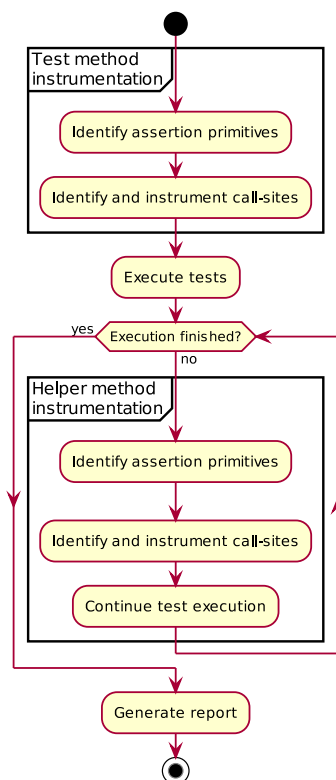 Test method
instrumentation
Identify assertion primitives
Identify and instrument call-sites
Execute tests
yes
Execution finished?
no
Helper method
instrumentation
Identify assertion primitives
Identify and instrument call-sites
Continue test execution
Generate report